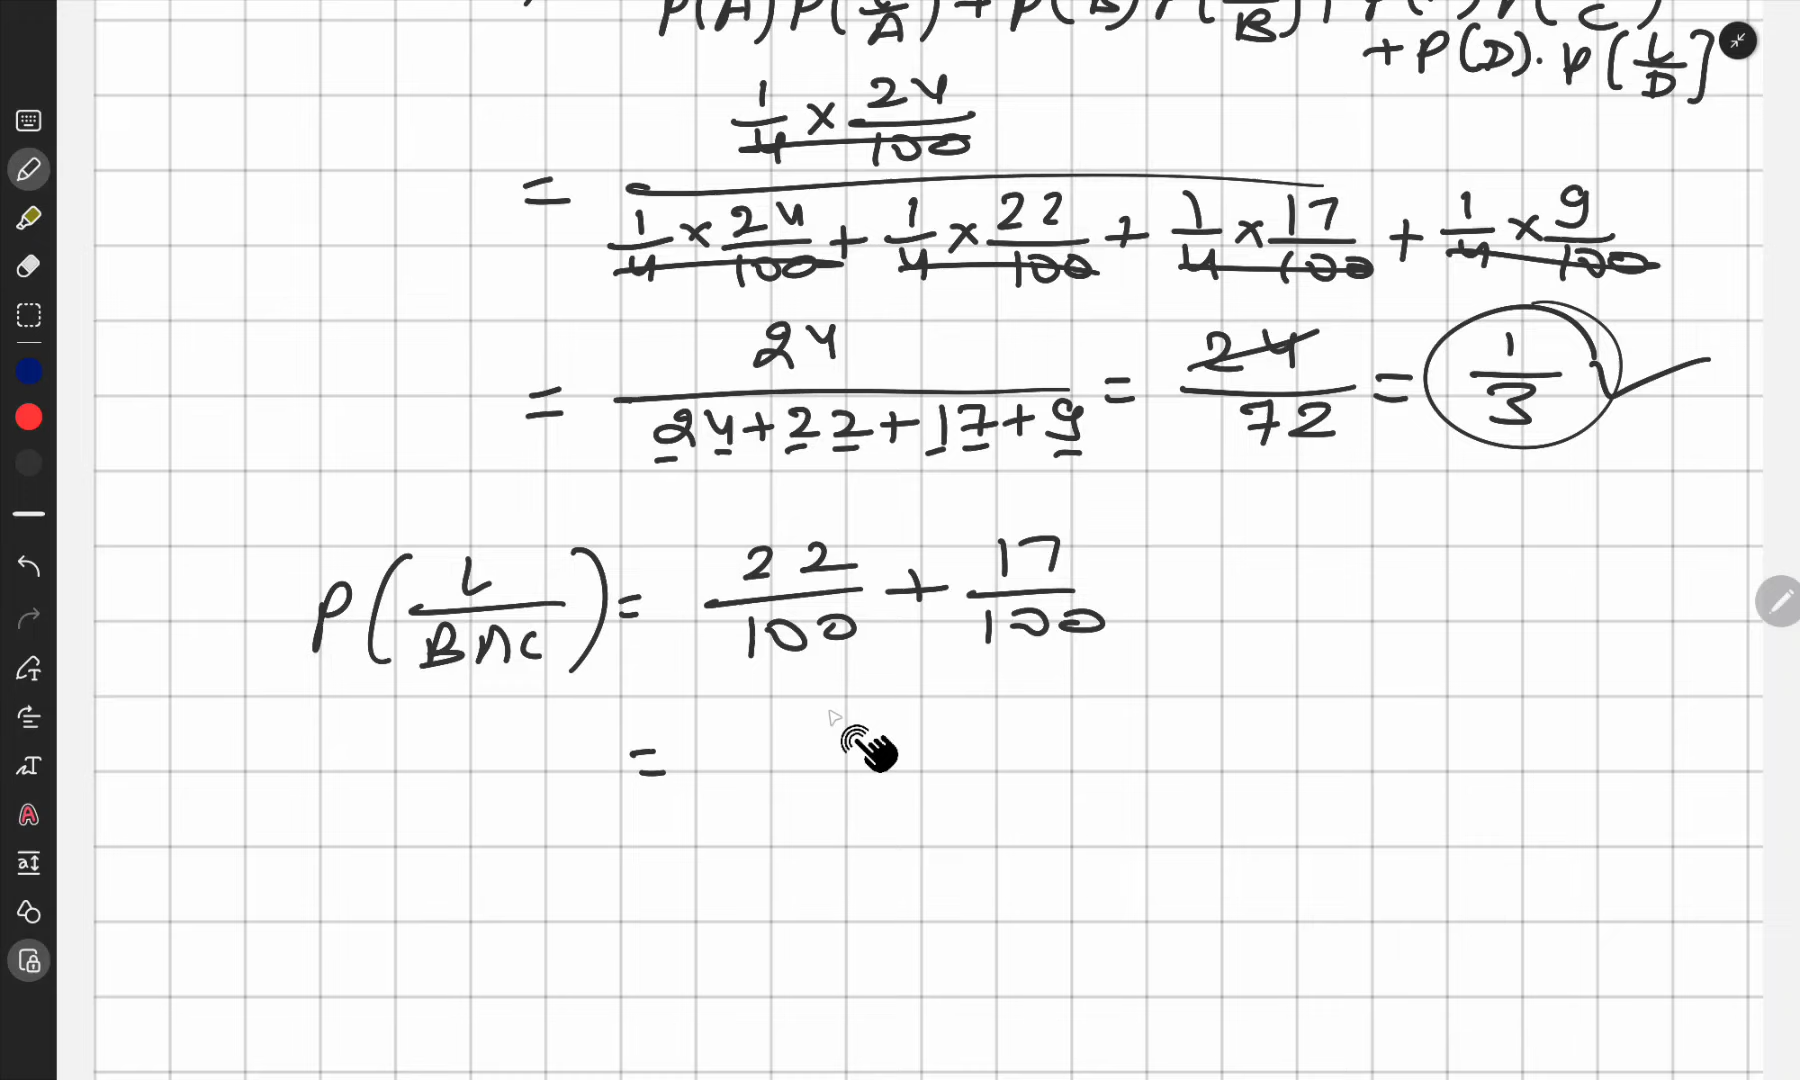 + P(D). P[L/D]
1/4 × 24/100
= 1/4 × 24/100 + 1/4 × 22/100 + 1/4 × 17/100 + 1/4 × 9/100
= 24/24+22+17+9 = 24/72 = 1/3
P(L/B∩C) = 22/100 + 17/100
=